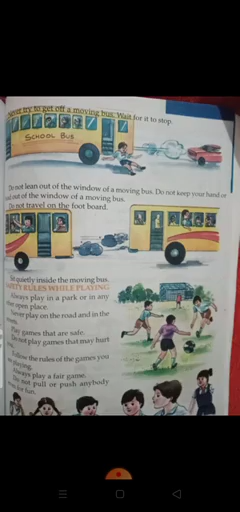 Never try to get off a moving bus. Wait for it to stop.
SCHOOL BUS
Do not lean out of the window of a moving bus. Do not keep your hand or
out of the window of a moving bus.
Do not travel on the foot board.
Sit quietly inside the moving bus.
SAFETY RULES WHILE PLAYING
Always play in a park or in any
other open place.
Never play on the road and in the
Play games that are safe.
Do not play games that may hurt
Follow the rules of the games you
playing.
Always play a fair game.
Do not pull or push anybody
for fun.